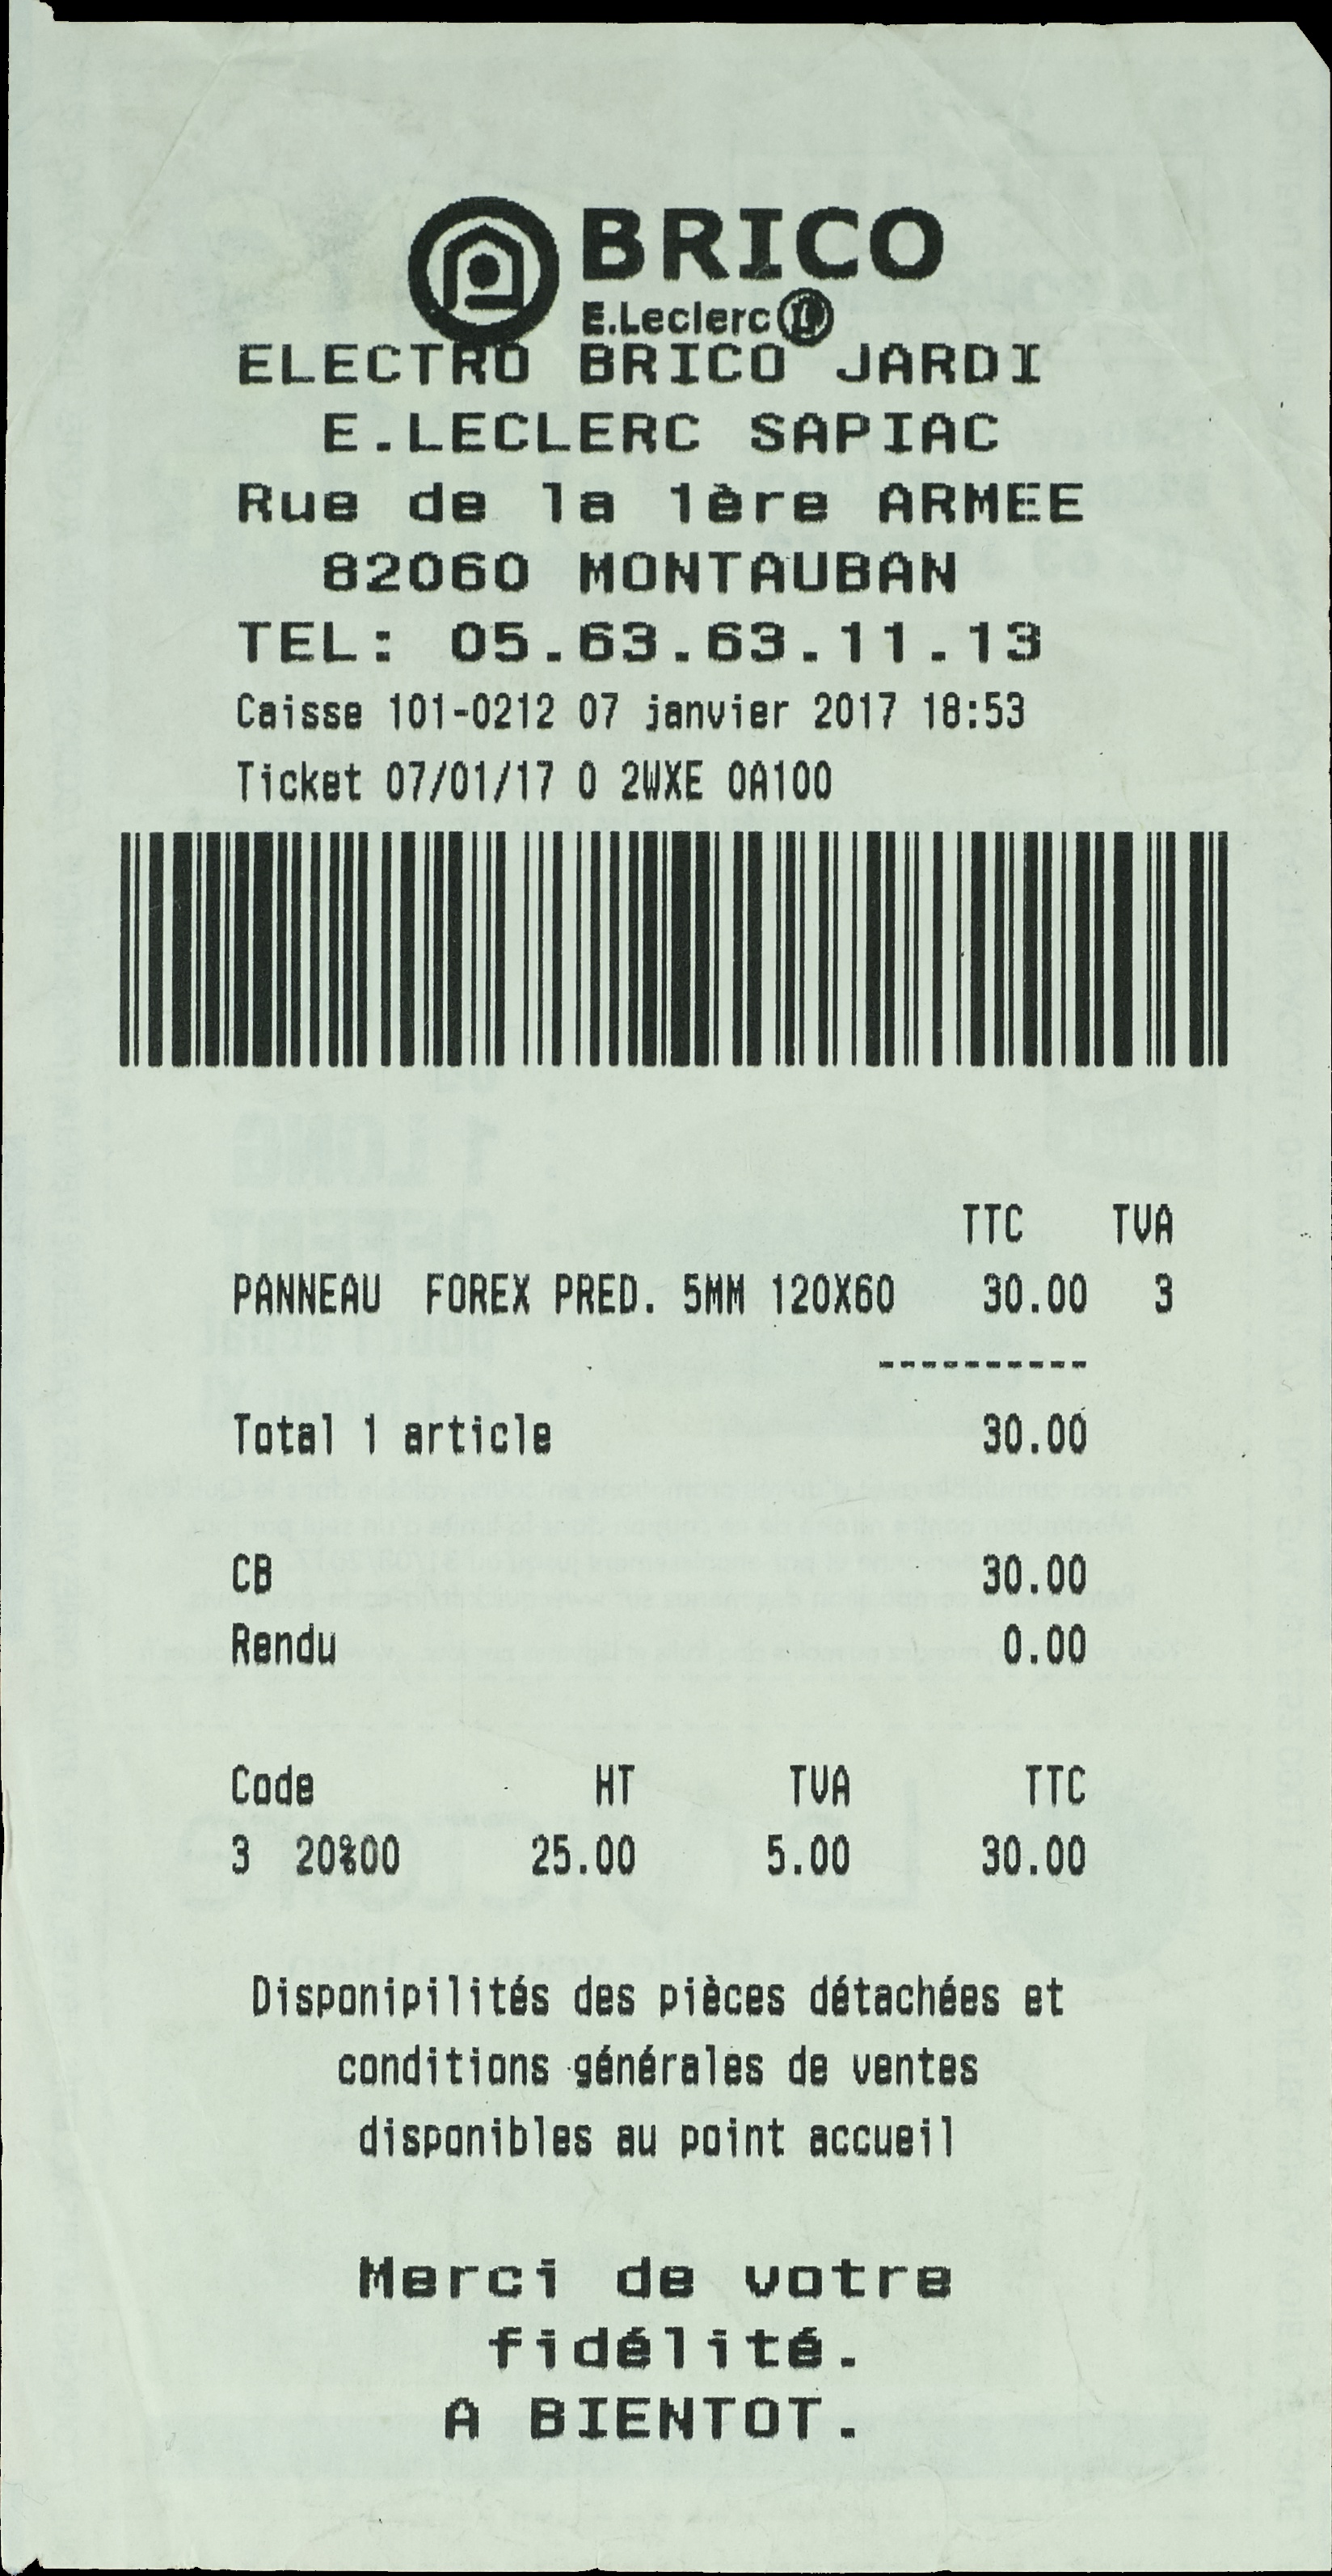 BRICO
E.Leclerc L
ELECTRO BRICO JARDI
E.LECLERC SAPIAC
Rue de la 1ère ARMEE
82060 MONTAUBAN
TEL: 05.63.63.11.13
Caisse 101-0212 07 janvier 2017 18:53
Ticket 07/01/17 0 2WXE 0A100
TTC TVA
PANNEAU FOREX PRED. 5MM 120X60 30.00 3
----------
Total 1 article 30.00
CB 30.00
Rendu 0.00
Code HT TVA TTC
3 20%00 25.00 5.00 30.00
Disponipilités des pièces détachées et
conditions générales de ventes
disponibles au point accueil
Merci de votre
fidélité.
A BIENTOT.